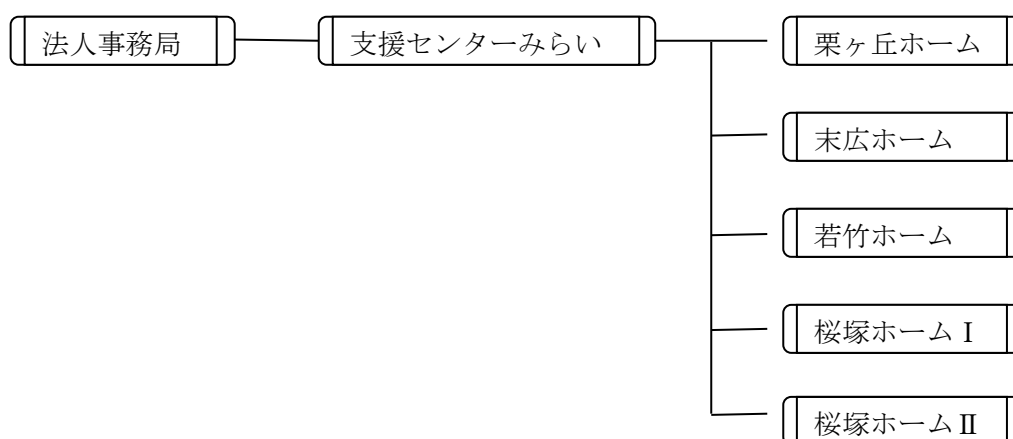 法人事務局
支援センターみらい
栗ヶ丘ホーム
末広ホーム
若竹ホーム
桜塚ホームⅠ
桜塚ホームⅡ